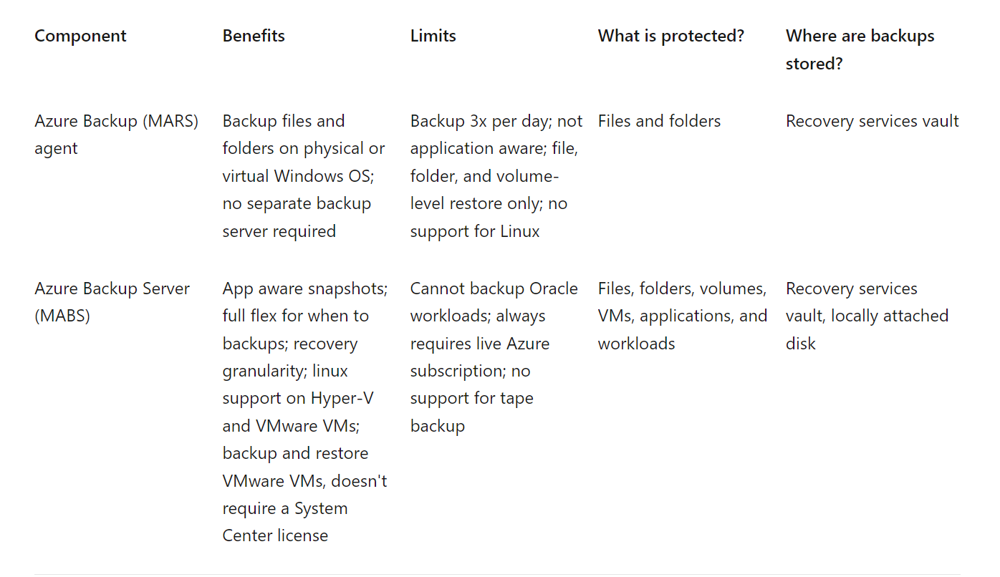 Component
Benefits
Limits
What is protected?
Where are backups
stored?
Azure Backup (MARS)
agent
Backup files and
folders on physical or
virtual Windows OS;
no separate backup
server required
Backup 3x per day; not
application aware; file,
folder, and volume-
level restore only; no
support for Linux
Files and folders
Recovery services vault
Azure Backup Server
(MABS)
App aware snapshots;
full flex for when to
backups; recovery
granularity; linux
support on Hyper-V
and VMware VMs;
backup and restore
VMware VMs, doesn't
require a System
Center license
Cannot backup Oracle
workloads; always
requires live Azure
subscription; no
support for tape
backup
Files, folders, volumes,
VMs, applications, and
workloads
Recovery services
vault, locally attached
disk